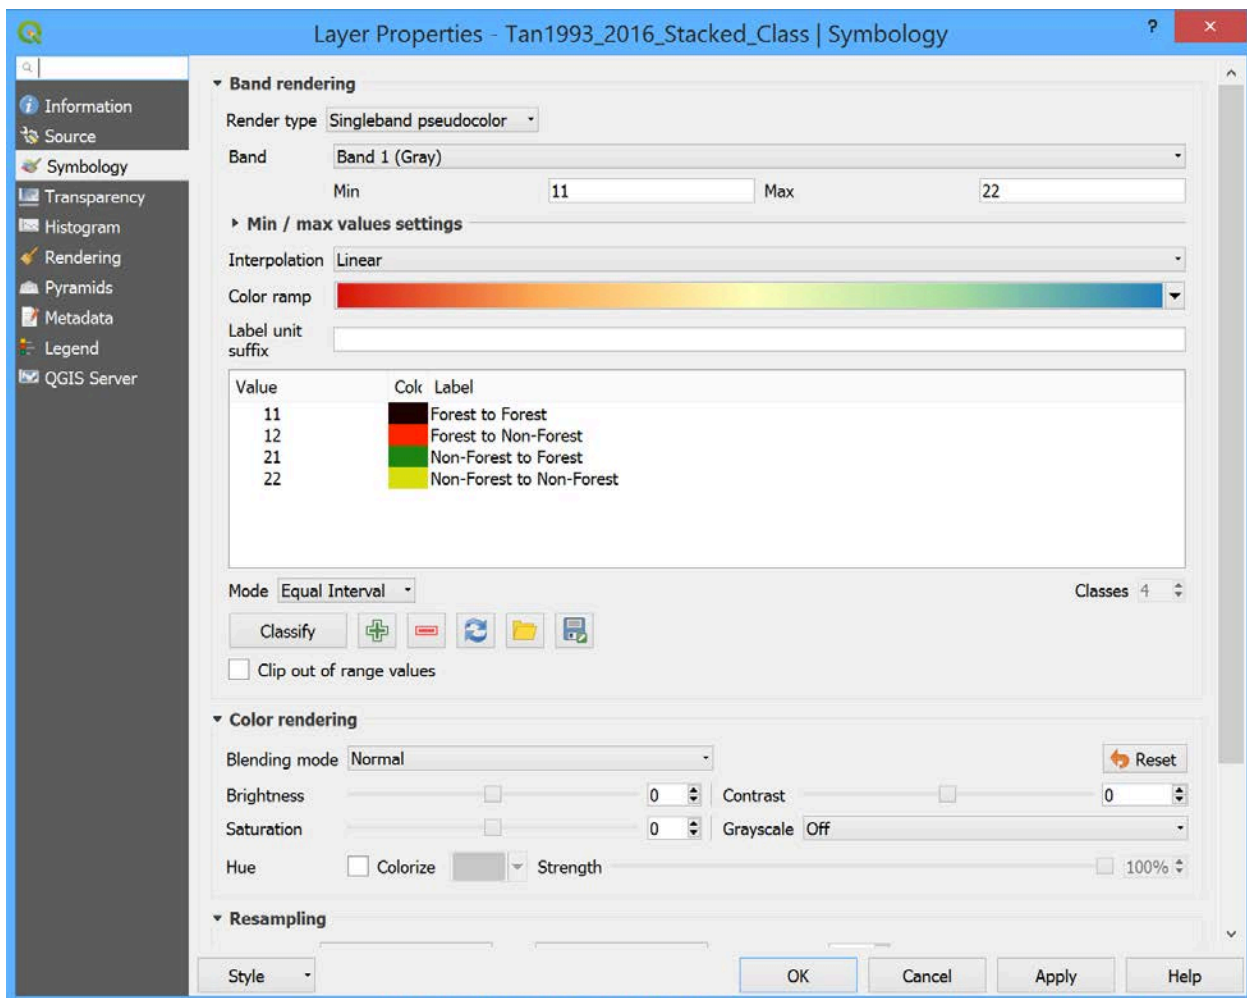 Layer Properties - Tan1993_2016_Stacked_Class | Symbology ? ×
Information
Source
Symbology
Transparency
Histogram
Rendering
Pyramids
Metadata
Legend
QGIS Server
Band rendering
Render type Singleband pseudocolor
Band Band 1 (Gray)
Min 11 Max 22
Min / max values settings
Interpolation Linear
Color ramp
Label unit
suffix
Value Colc Label
11 Forest to Forest
12 Forest to Non-Forest
21 Non-Forest to Forest
22 Non-Forest to Non-Forest
Mode Equal Interval Classes 4
Classify
Clip out of range values
Color rendering
Blending mode Normal Reset
Brightness 0 Contrast 0
Saturation 0 Grayscale Off
Hue Colorize Strength 100%
Resampling
Style OK Cancel Apply Help